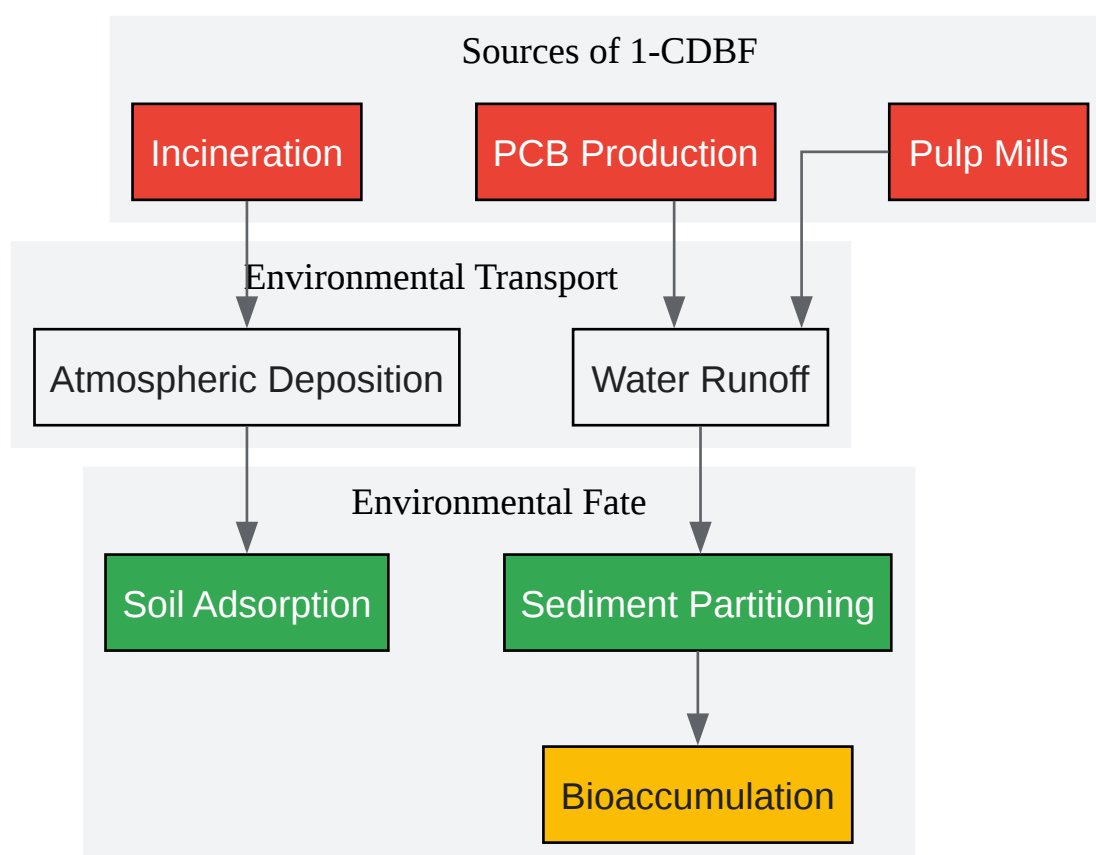 Sources of 1-CDBF
Incineration
PCB Production
Pulp Mills
Environmental Transport
Atmospheric Deposition
Water Runoff
Environmental Fate
Soil Adsorption
Sediment Partitioning
Bioaccumulation